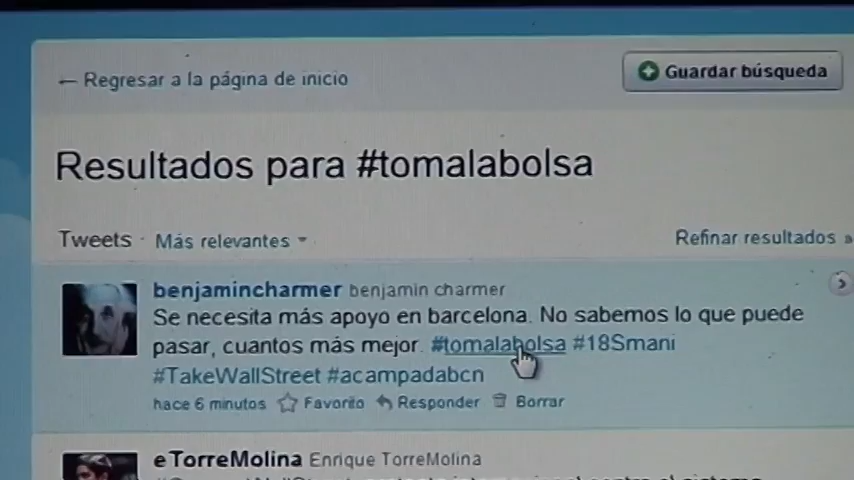 ← Regresar a la página de inicio
Guardar búsqueda
Resultados para #tomalabolsa
Tweets · Más relevantes
Refinar resultados »
benjamincharmer benjamin charmer
Se necesita más apoyo en barcelona. No sabemos lo que puede
pasar, cuantos más mejor. #tomalabolsa #18Smani
#TakeWallStreet #acampadabcn
hace 6 minutos Favorito Responder Borrar
eTorreMolina Enrique TorreMolina